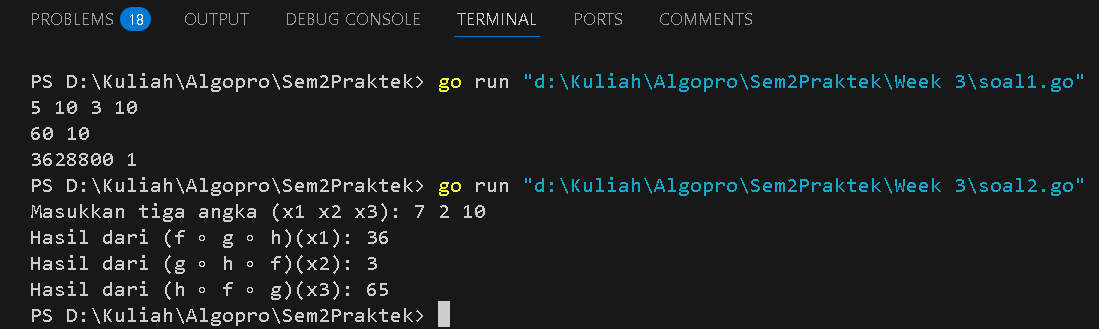 PROBLEMS 18 OUTPUT DEBUG CONSOLE TERMINAL PORTS COMMENTS
PS D:\Kuliah\Algopro\Sem2Praktek> go run "d:\Kuliah\Algopro\Sem2Praktek\Week 3\soal1.go"
5 10 3 10
60 10
3628800 1
PS D:\Kuliah\Algopro\Sem2Praktek> go run "d:\Kuliah\Algopro\Sem2Praktek\Week 3\soal2.go"
Masukkan tiga angka (x1 x2 x3): 7 2 10
Hasil dari (f ∘ g ∘ h)(x1): 36
Hasil dari (g ∘ h ∘ f)(x2): 3
Hasil dari (h ∘ f ∘ g)(x3): 65
PS D:\Kuliah\Algopro\Sem2Praktek>